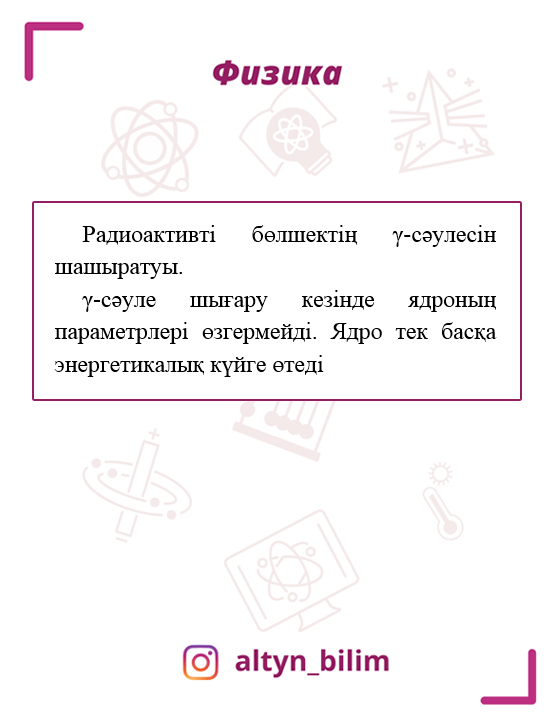 Физика
Радиоактивті бөлшектің γ-сәулесін
шашыратуы.
γ-сәуле шығару кезінде ядроның
параметрлері өзгермейді. Ядро тек басқа
энергетикалық күйге өтеді
altyn_bilim